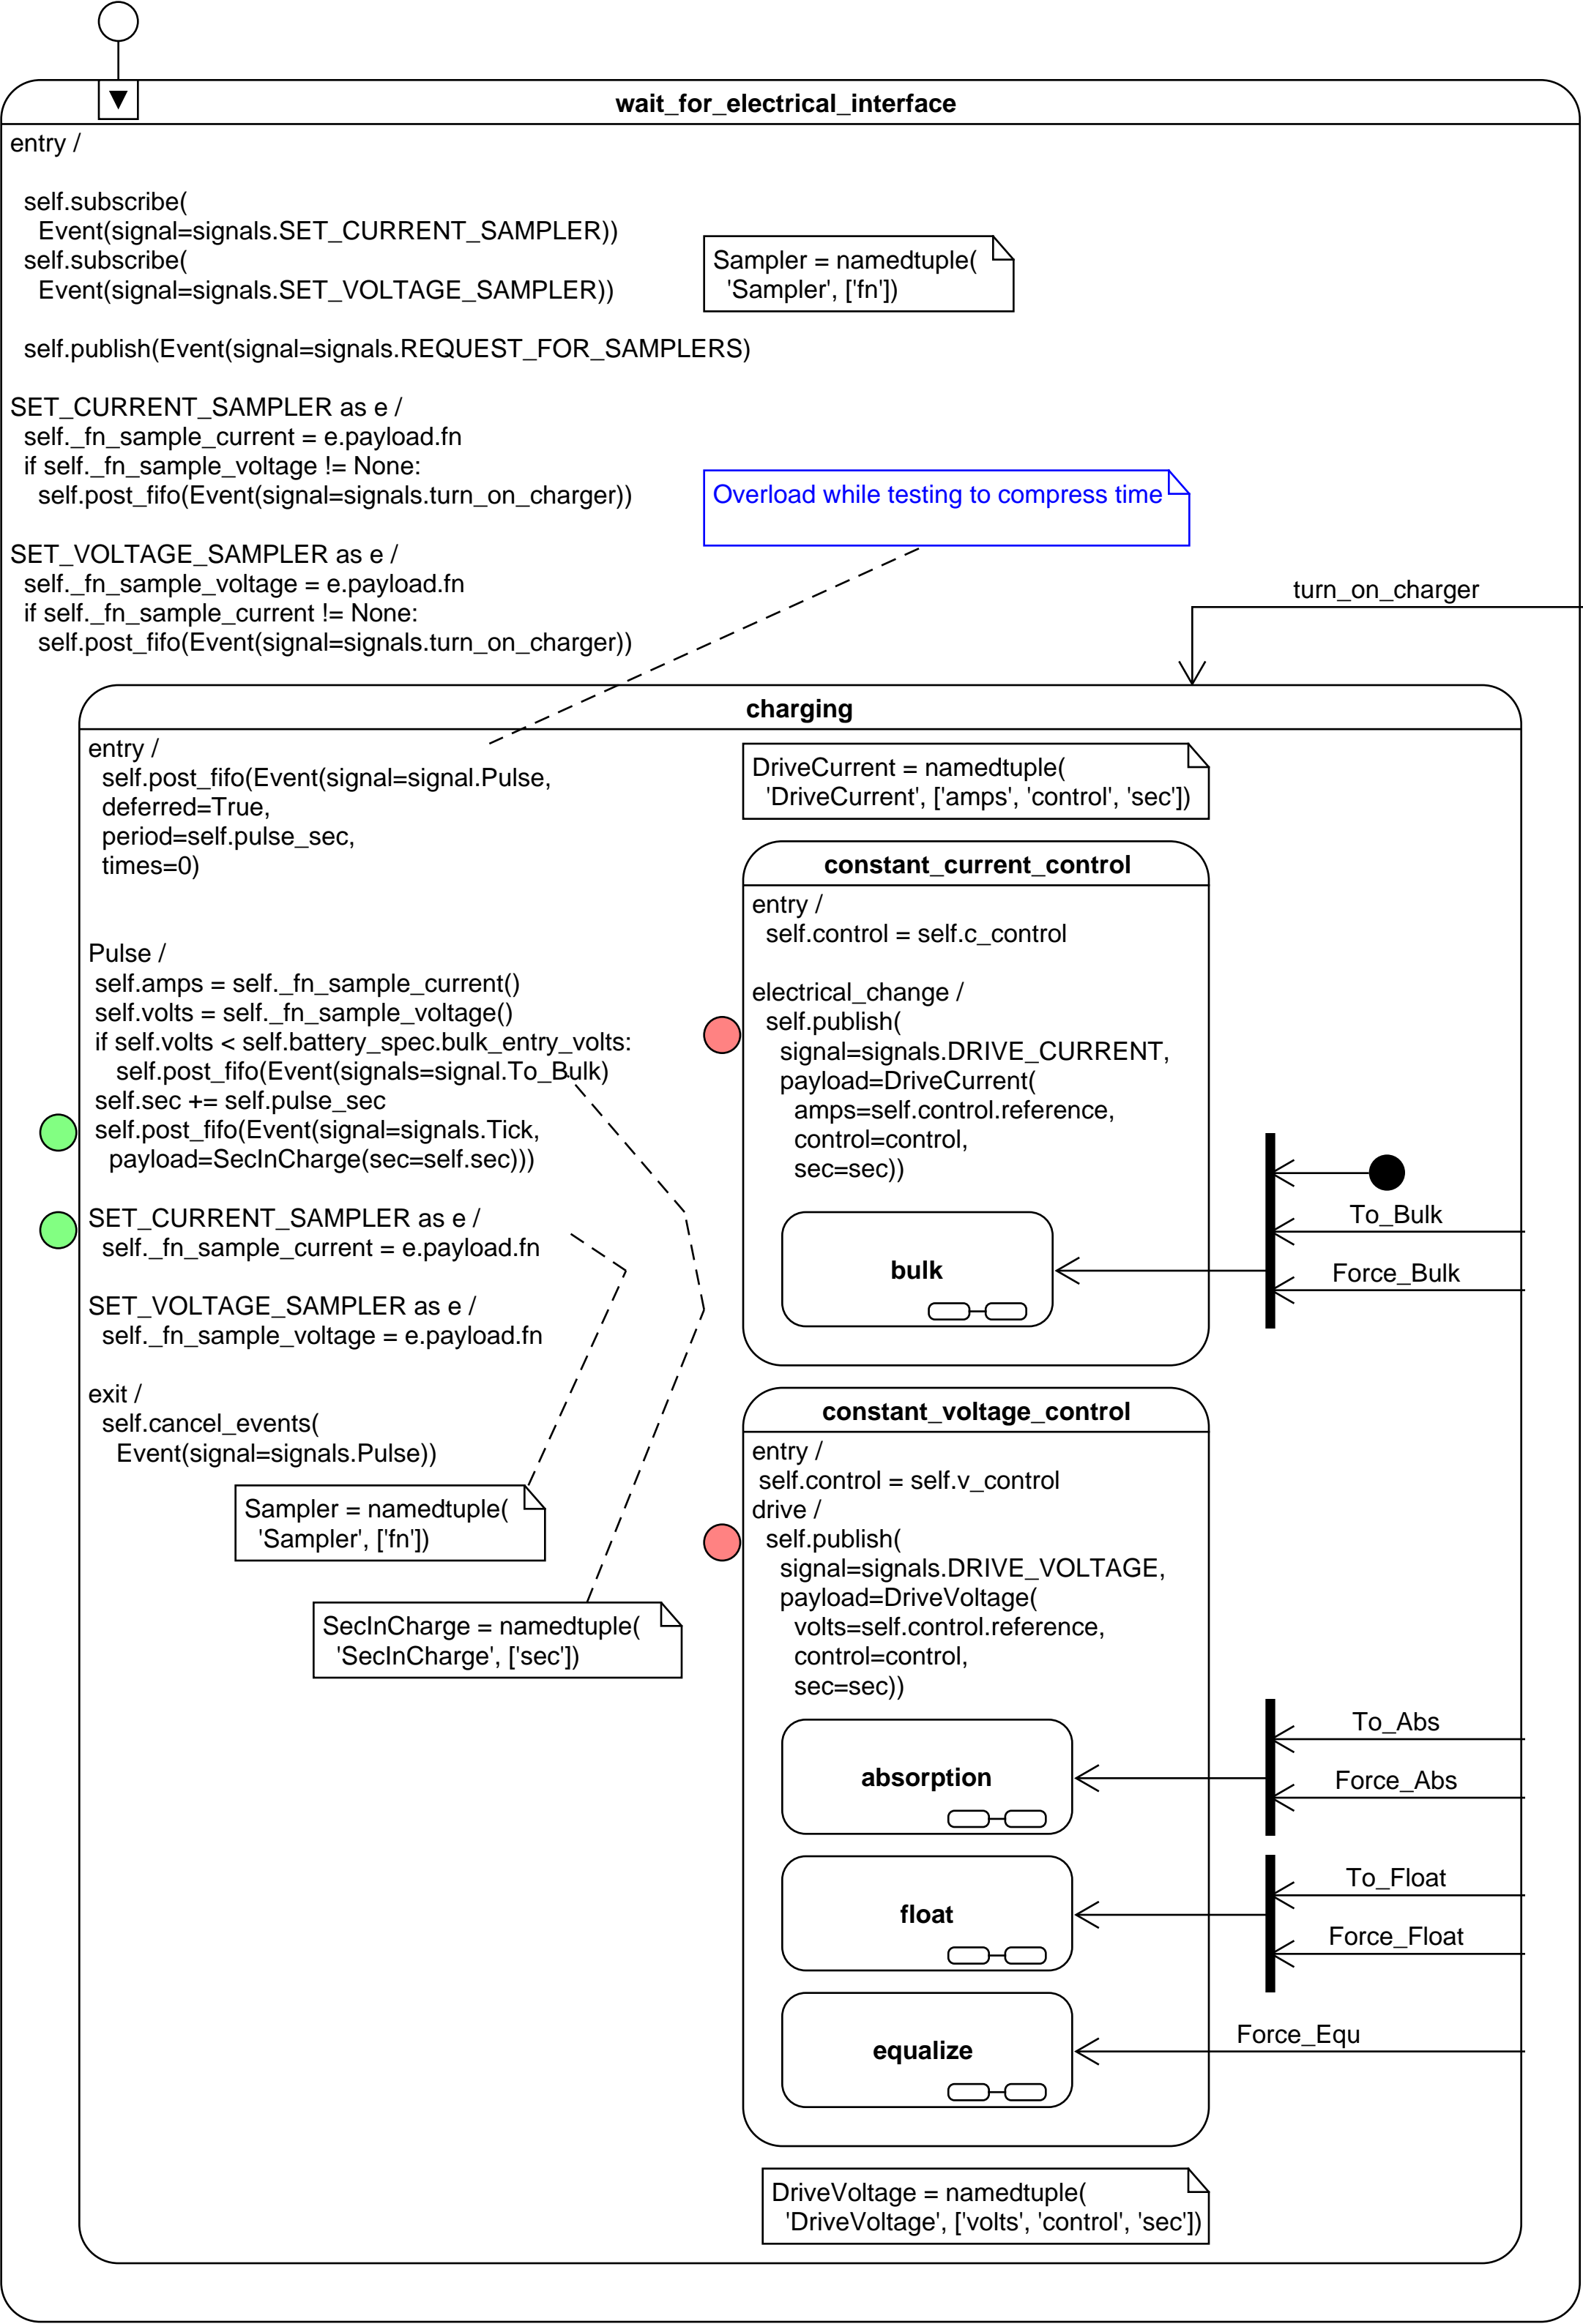 wait_for_electrical_interface
entry /
self.subscribe(
Event(signal=signals.SET_CURRENT_SAMPLER))
self.subscribe(
Event(signal=signals.SET_VOLTAGE_SAMPLER))
self.publish(Event(signal=signals.REQUEST_FOR_SAMPLERS)
Sampler = namedtuple(
'Sampler', ['fn'])
SET_CURRENT_SAMPLER as e /
self._fn_sample_current = e.payload.fn
if self._fn_sample_voltage != None:
self.post_fifo(Event(signal=signals.turn_on_charger))
SET_VOLTAGE_SAMPLER as e /
self._fn_sample_voltage = e.payload.fn
if self._fn_sample_current != None:
self.post_fifo(Event(signal=signals.turn_on_charger))
Overload while testing to compress time
turn_on_charger
charging
entry /
self.post_fifo(Event(signal=signal.Pulse,
deferred=True,
period=self.pulse_sec,
times=0)
Pulse /
self.amps = self._fn_sample_current()
self.volts = self._fn_sample_voltage()
if self.volts < self.battery_spec.bulk_entry_volts:
self.post_fifo(Event(signals=signal.To_Bulk)
self.sec += self.pulse_sec
self.post_fifo(Event(signal=signals.Tick,
payload=SecInCharge(sec=self.sec)))
SET_CURRENT_SAMPLER as e /
self._fn_sample_current = e.payload.fn
SET_VOLTAGE_SAMPLER as e /
self._fn_sample_voltage = e.payload.fn
exit /
self.cancel_events(
Event(signal=signals.Pulse))
Sampler = namedtuple(
'Sampler', ['fn'])
SecInCharge = namedtuple(
'SecInCharge', ['sec'])
DriveCurrent = namedtuple(
'DriveCurrent', ['amps', 'control', 'sec'])
constant_current_control
entry /
self.control = self.c_control
electrical_change /
self.publish(
signal=signals.DRIVE_CURRENT,
payload=DriveCurrent(
amps=self.control.reference,
control=control,
sec=sec))
bulk
To_Bulk
Force_Bulk
constant_voltage_control
entry /
self.control = self.v_control
drive /
self.publish(
signal=signals.DRIVE_VOLTAGE,
payload=DriveVoltage(
volts=self.control.reference,
control=control,
sec=sec))
absorption
To_Abs
Force_Abs
float
To_Float
Force_Float
equalize
Force_Equ
DriveVoltage = namedtuple(
'DriveVoltage', ['volts', 'control', 'sec'])